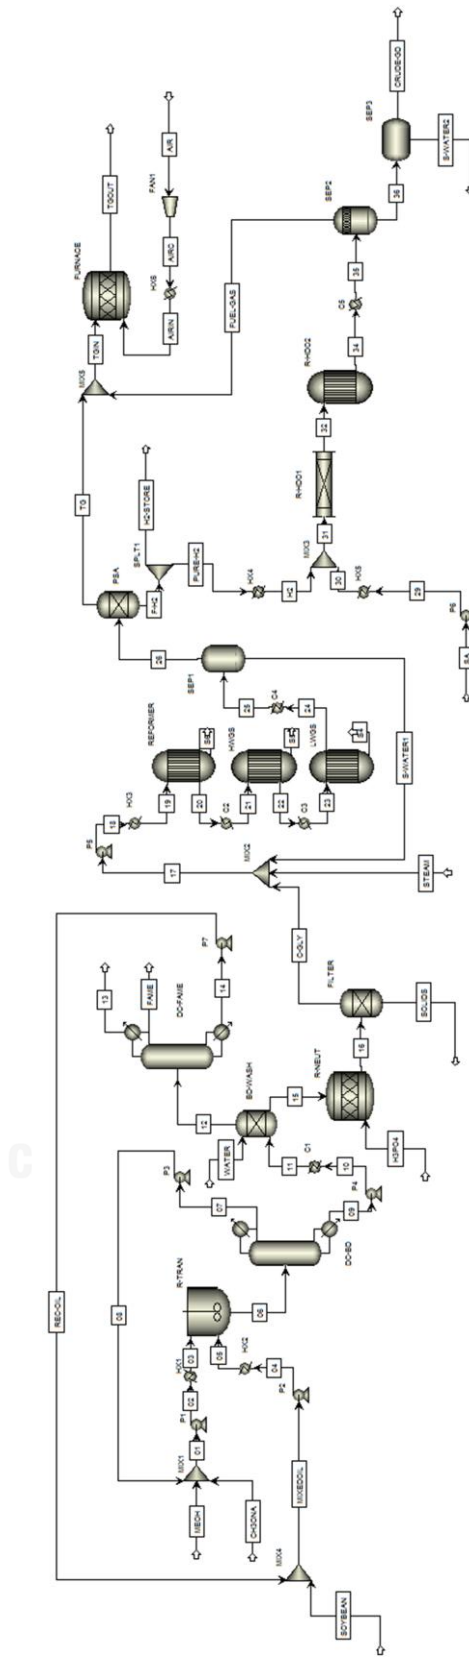 SOYBEAN
MIX4
REC-OIL
MIXEDOIL
P2
04
HX2
05
MEOH
CH3ONA
MIX1
01
P1
02
HX1
03
08
R-TRAN
06
DC-BD
07
P3
09
P4
10
C1
11
WATER
BD-WASH
12
15
DC-FAME
13
FAME
14
P7
H3PO4
R-NEUT
16
FILTER
SOLIDS
C-GLY
STEAM
MIX2
17
P5
18
HX3
19
REFORMER
20
C2
21
HWGS
22
C3
23
LWGS
24
C4
25
SEP1
S-WATER1
26
PSA
TG
F-H2
SPLT1
H2-STORE
PURE-H2
HX4
H2
SA
P6
29
HX5
30
MIX3
31
R-HDO1
32
R-HDO2
34
C5
35
SEP2
FUEL-GAS
36
SEP3
CRUDE-GD
S-WATER2
MIX5
TGIN
FURNACE
TGOUT
AIR
FAN1
AIRC
HX6
AIRIN